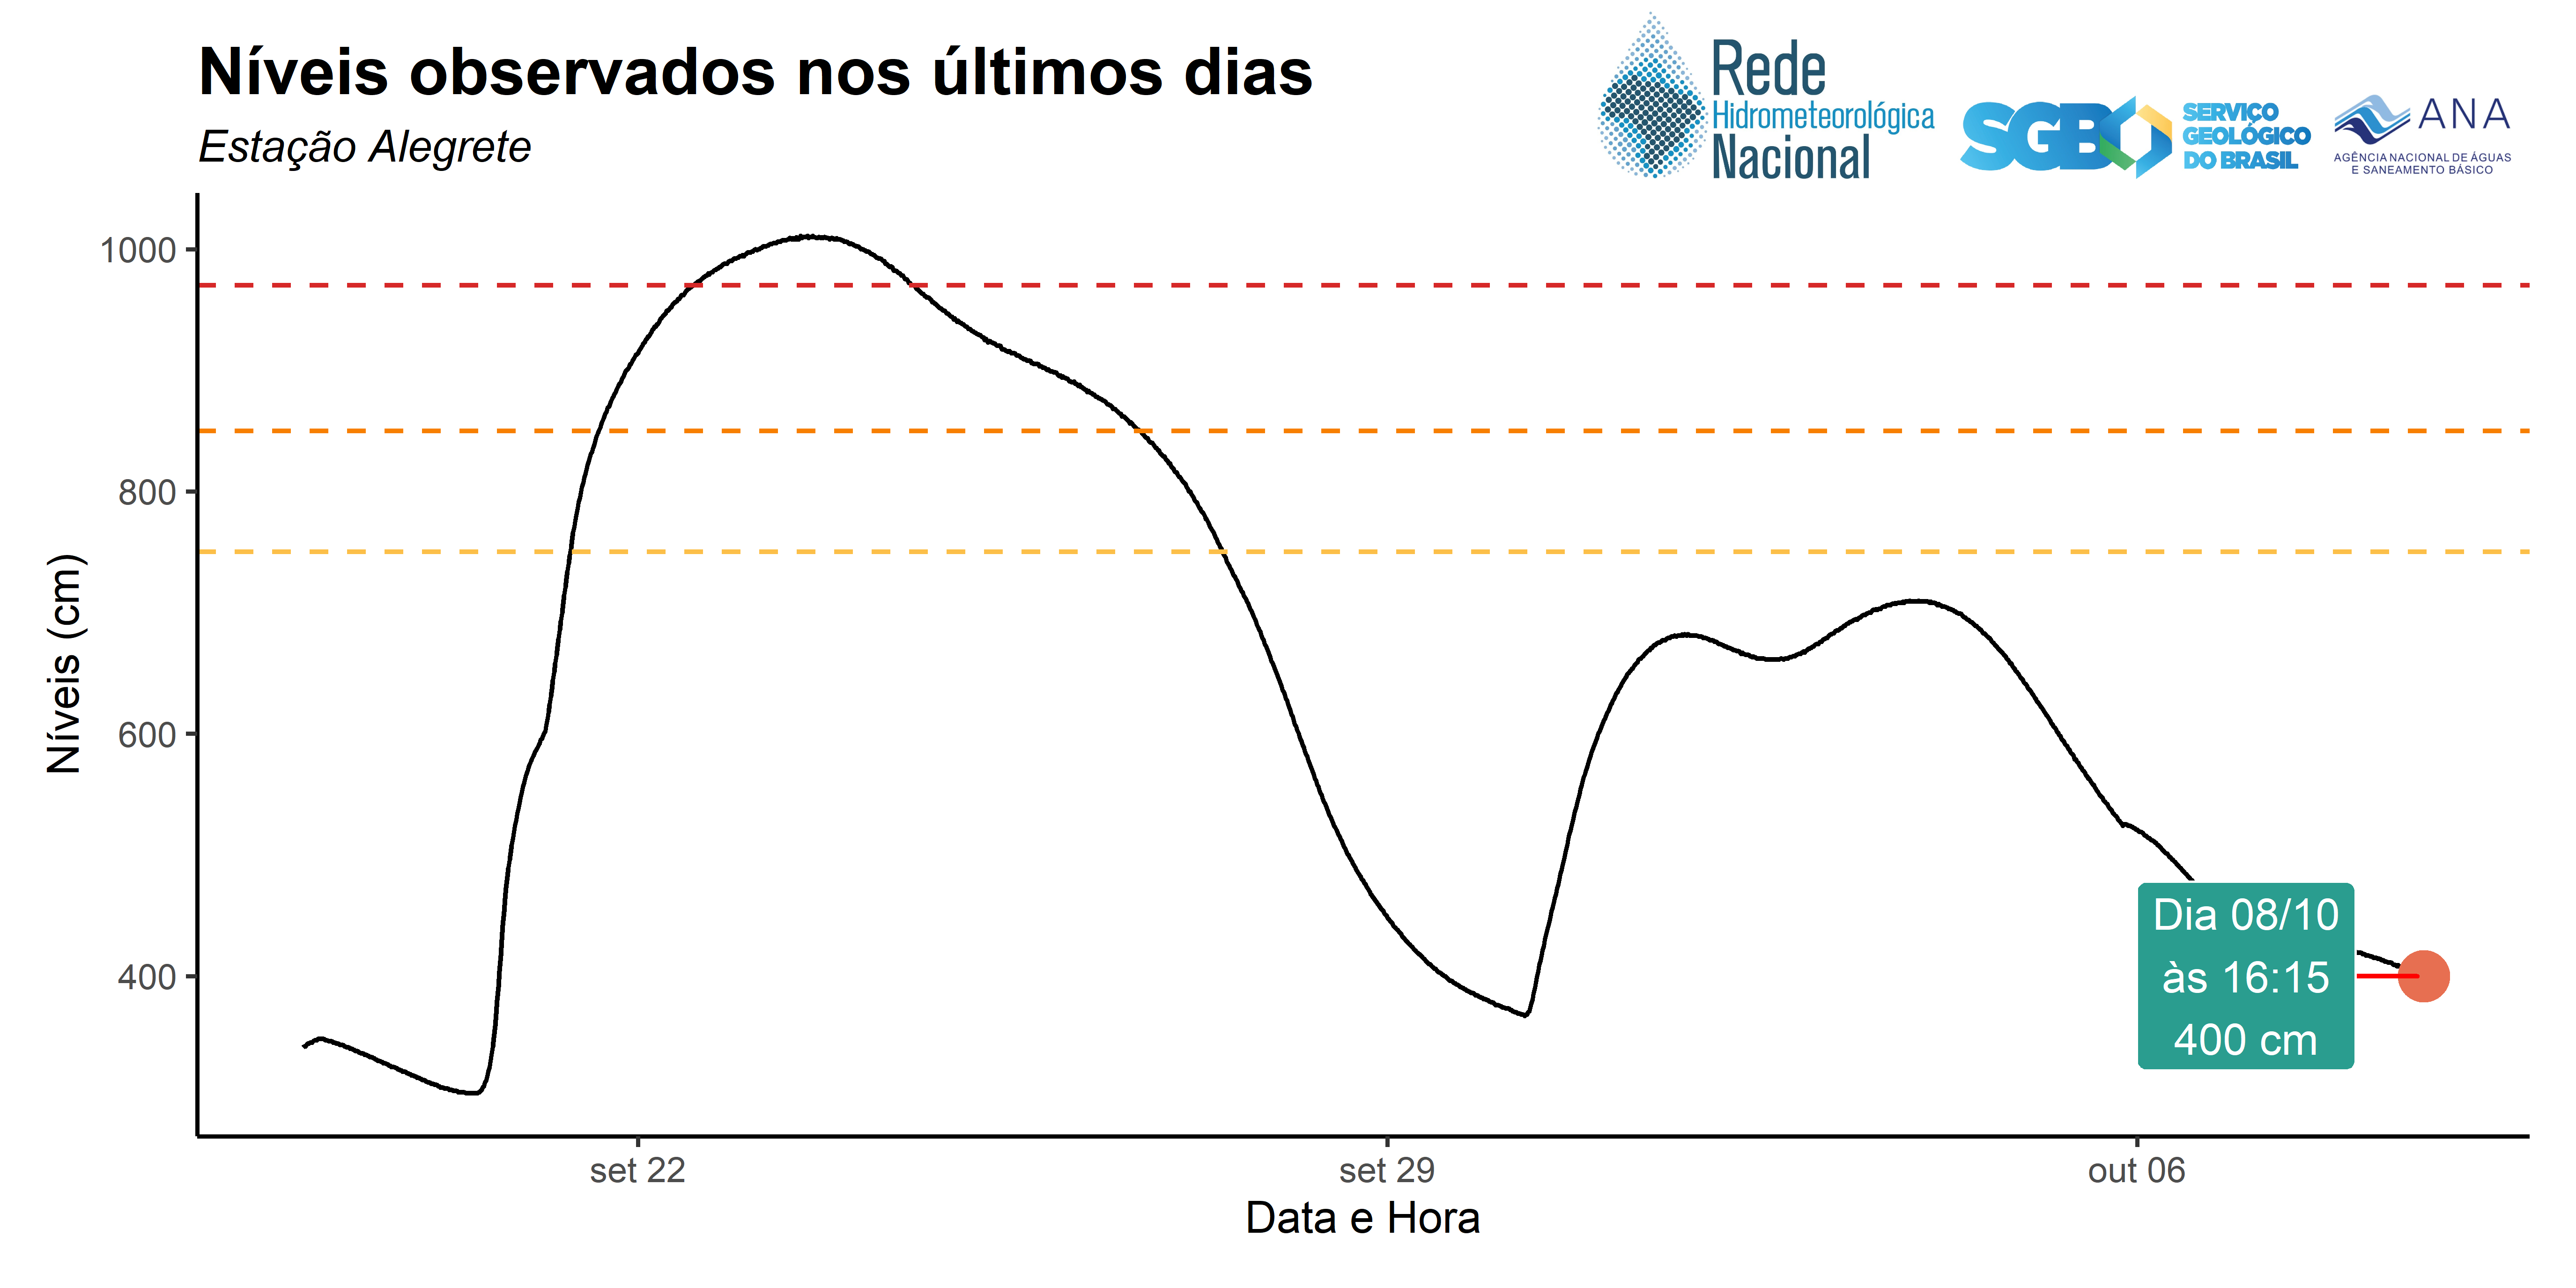 Níveis observados nos últimos dias
Estação Alegrete
Rede
Hidrometeorológica
Nacional
SGB
SERVIÇO
GEOLÓGICO
DO BRASIL
ANA
AGÊNCIA NACIONAL DE ÁGUAS
E SANEAMENTO BÁSICO
Níveis (cm)
1000
800
600
400
Dia 08/10
às 16:15
400 cm
set 22
set 29
out 06
Data e Hora